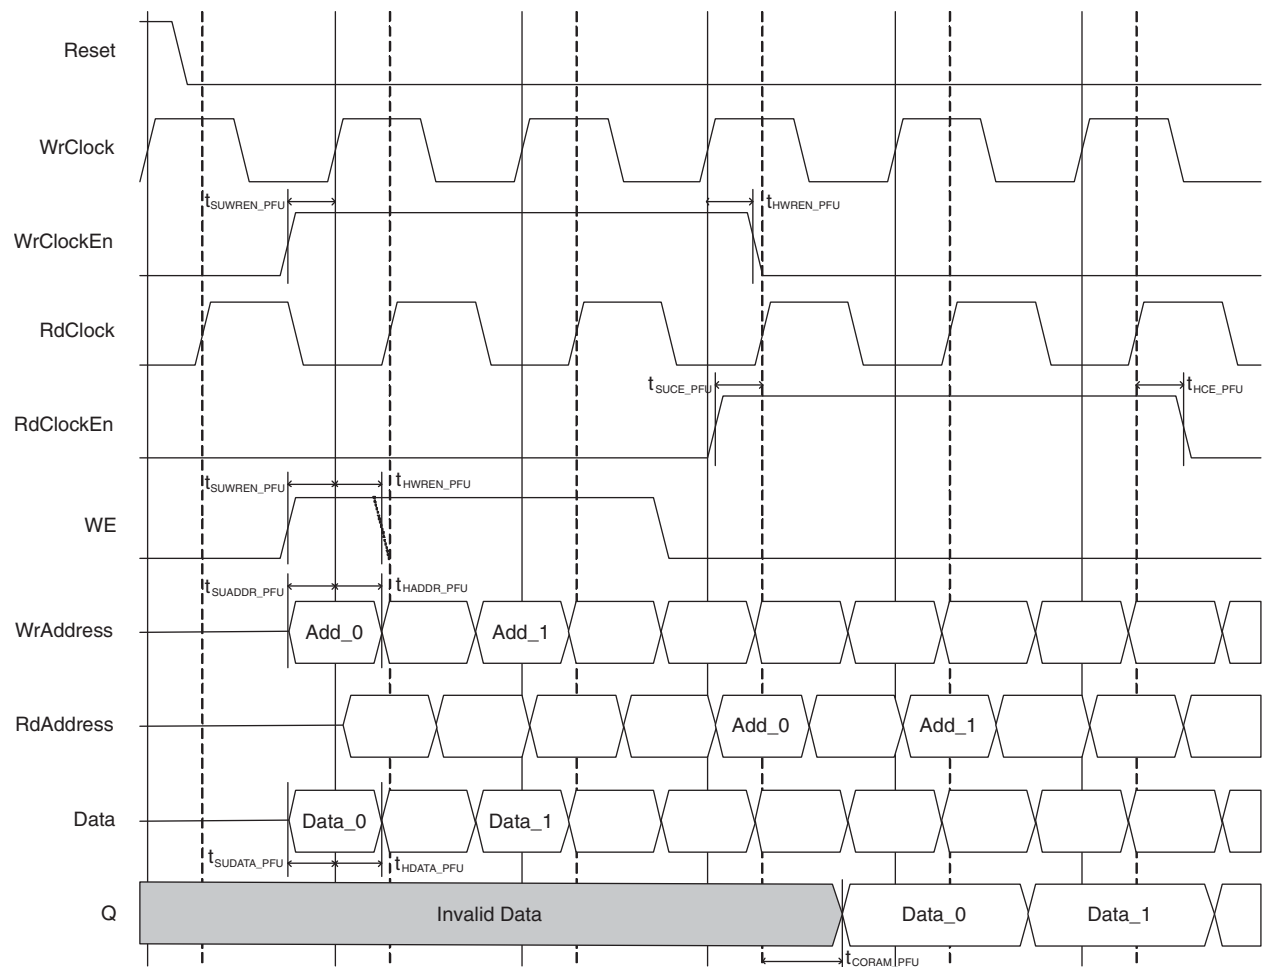 Reset
WrClock
tSUWREN_PFU tHWREN_PFU
WrClockEn
RdClock
tSUCE_PFU tHCE_PFU
RdClockEn
tSUWREN_PFU tHWREN_PFU
WE
tSUADDR_PFU tHADDR_PFU
WrAddress Add_0 Add_1
RdAddress Add_0 Add_1
Data Data_0 Data_1
tSUDATA_PFU tHDATA_PFU
Q Invalid Data Data_0 Data_1
tCORAM_PFU